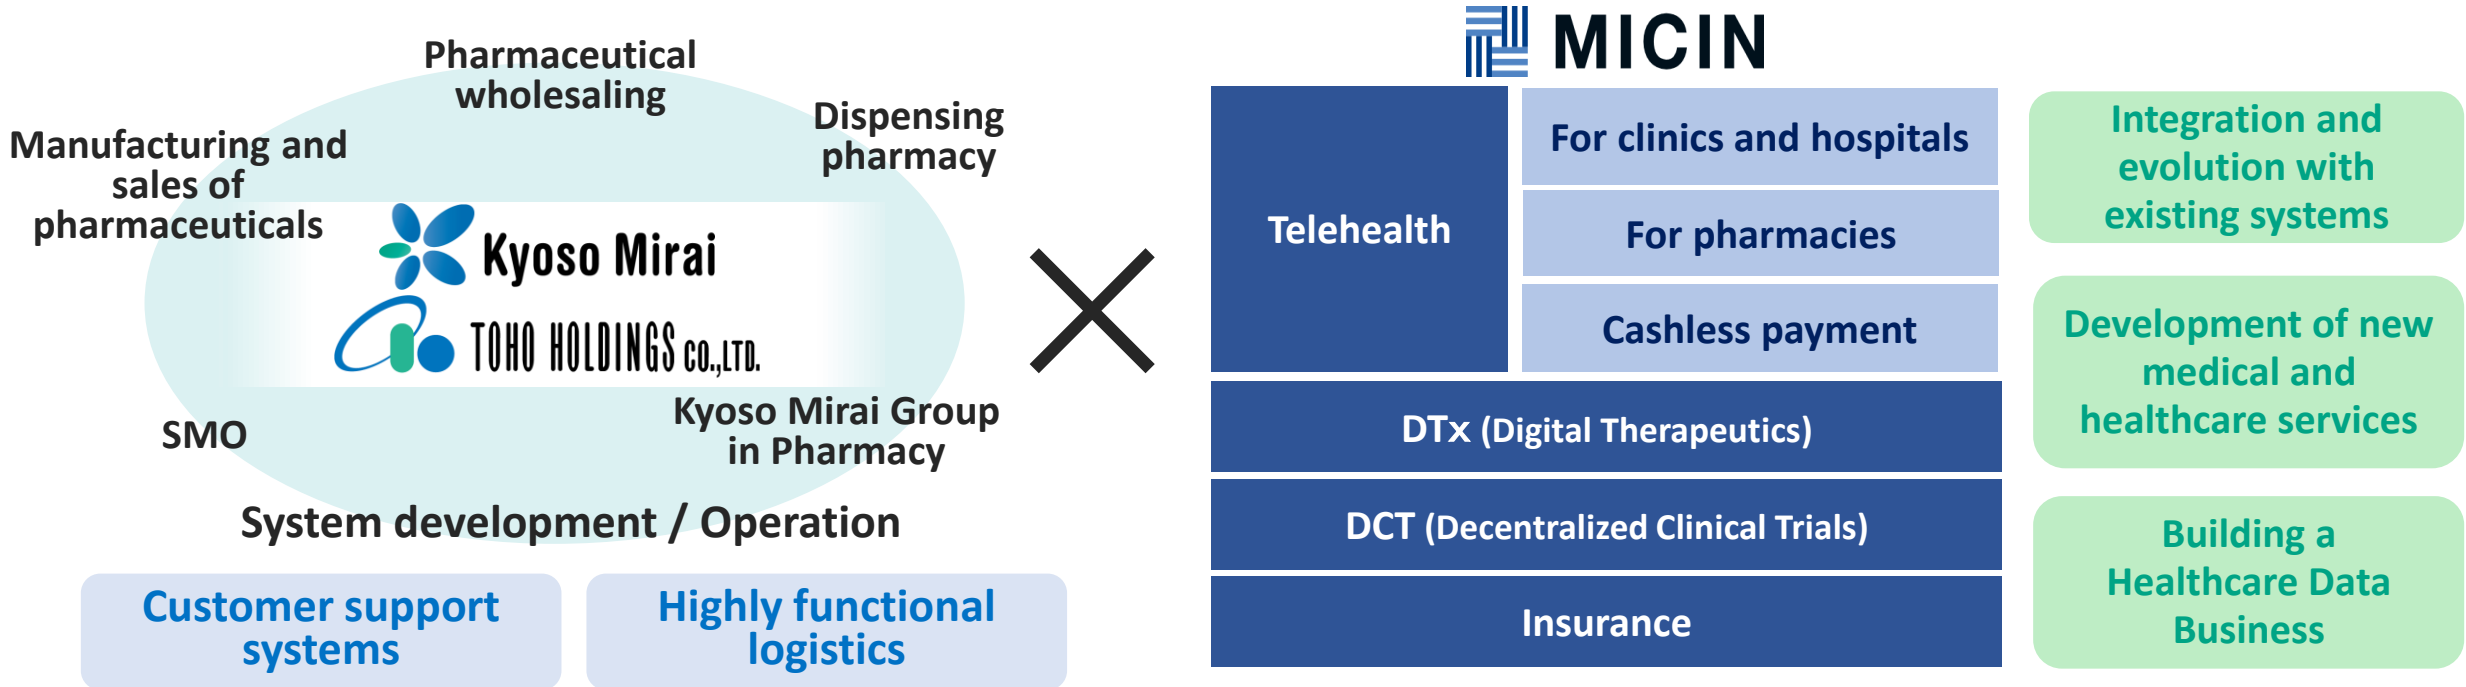 Pharmaceutical
wholesaling
Dispensing
pharmacy
Manufacturing and
sales of
pharmaceuticals
Kyoso Mirai
TOHO HOLDINGS CO.,LTD.
SMO
Kyoso Mirai Group
in Pharmacy
System development / Operation
Customer support
systems
Highly functional
logistics
MICIN
Telehealth
For clinics and hospitals
For pharmacies
Cashless payment
DTx (Digital Therapeutics)
DCT (Decentralized Clinical Trials)
Insurance
Integration and
evolution with
existing systems
Development of new
medical and
healthcare services
Building a
Healthcare Data
Business